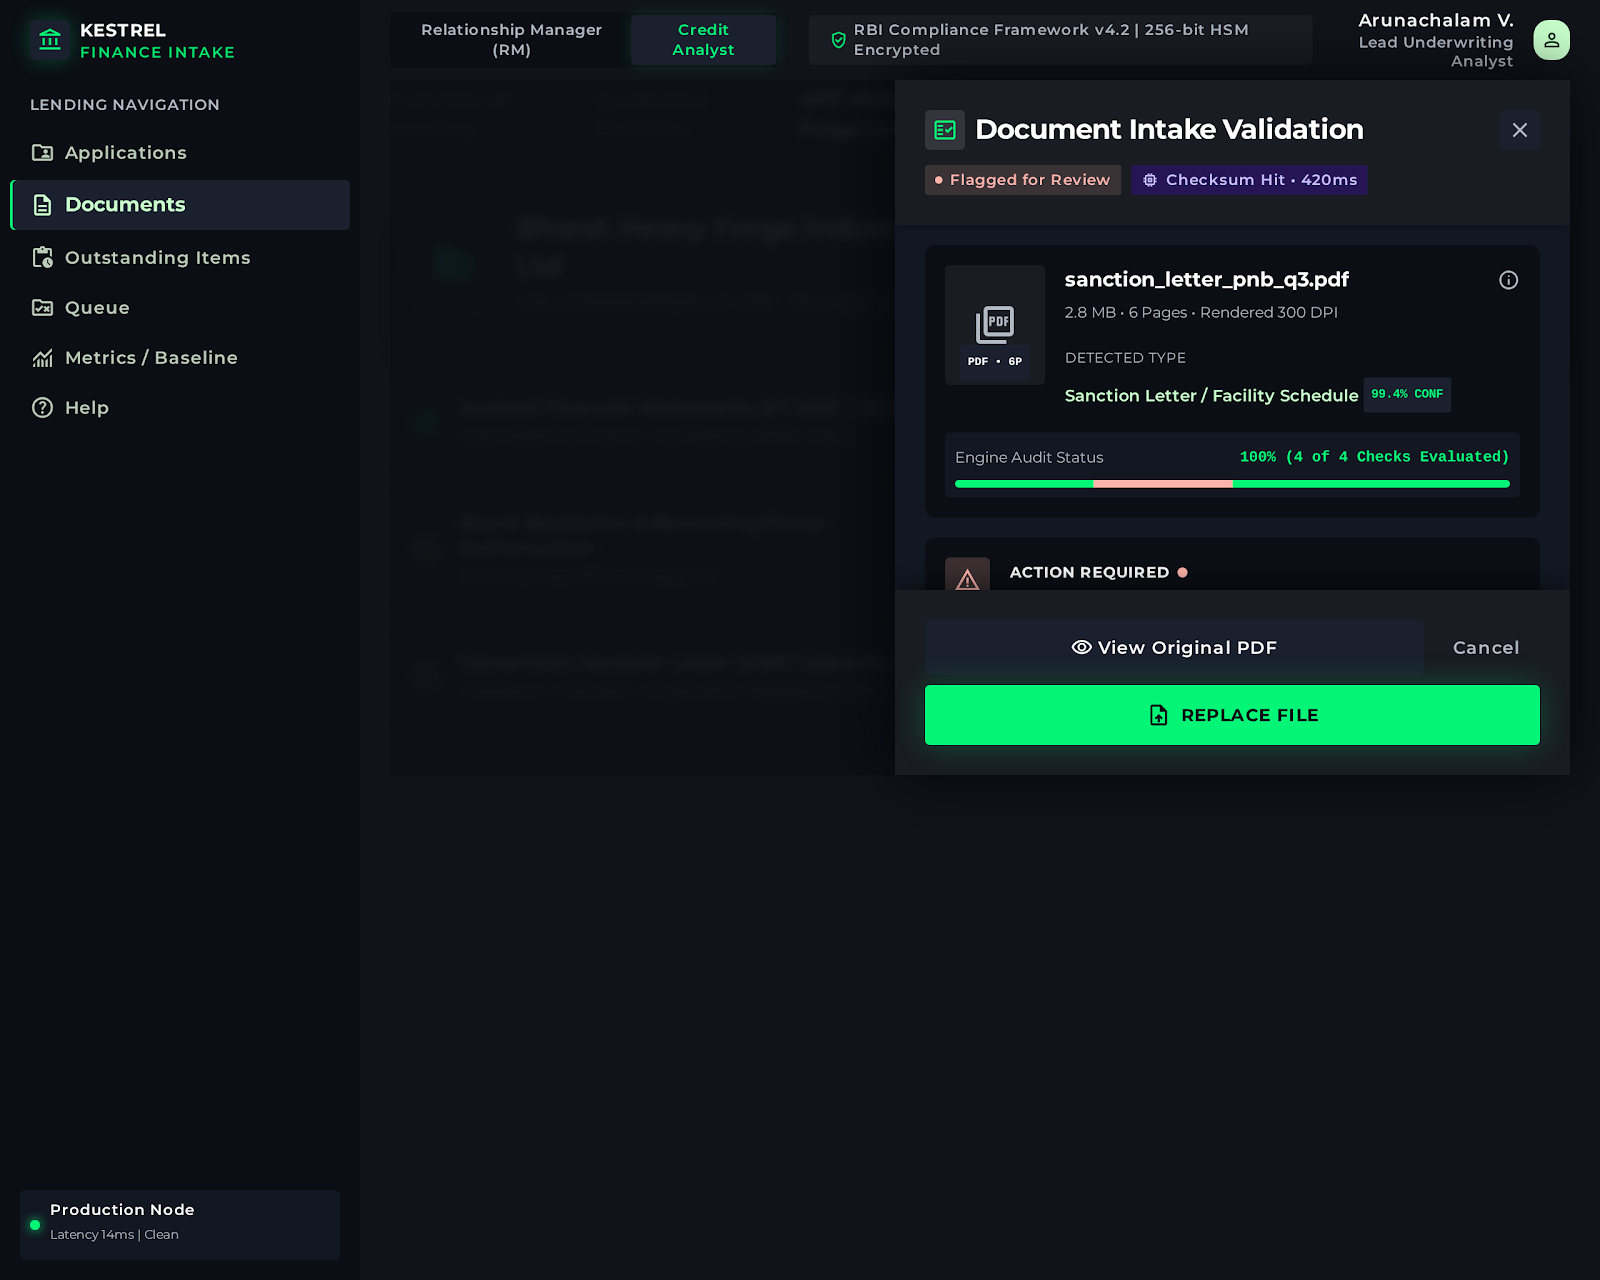 KESTREL
FINANCE INTAKE
LENDING NAVIGATION
Applications
Documents
Outstanding Items
Queue
Metrics / Baseline
Help
Production Node
Latency 14ms | Clean
Relationship Manager
(RM)
Credit
Analyst
RBI Compliance Framework v4.2 | 256-bit HSM
Encrypted
Arunachalam V.
Lead Underwriting
Analyst
Document Intake Validation
Flagged for Review
Checksum Hit • 420ms
PDF
PDF • 6P
sanction_letter_pnb_q3.pdf
2.8 MB • 6 Pages • Rendered 300 DPI
DETECTED TYPE
Sanction Letter / Facility Schedule
99.4% CONF
Engine Audit Status
100% (4 of 4 Checks Evaluated)
ACTION REQUIRED
View Original PDF
Cancel
REPLACE FILE